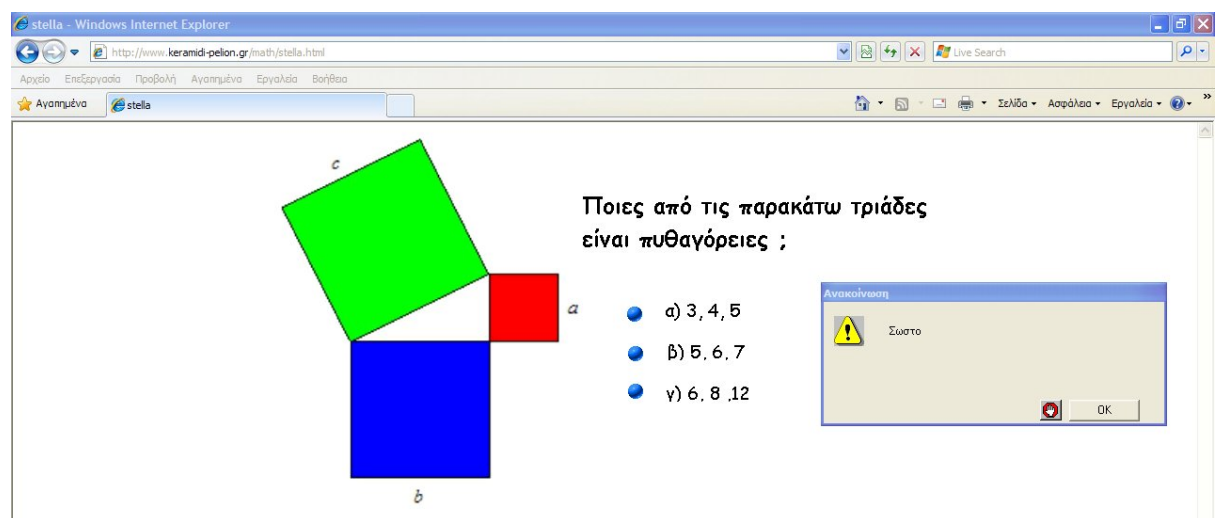 stella - Windows Internet Explorer
http://www.keramidi-pelion.gr/math/stella.html
Live Search
Αρχείο Επεξεργασία Προβολή Αγαπημένα Εργαλεία Βοήθεια
Αγαπημένα stella Σελίδα Ασφάλεια Εργαλεία
c
Ποιες από τις παρακάτω τριάδες
είναι πυθαγόρειες ;
a
α) 3, 4, 5
β) 5, 6, 7
γ) 6, 8 ,12
b
Ανακοίνωση
Σωστο
OK